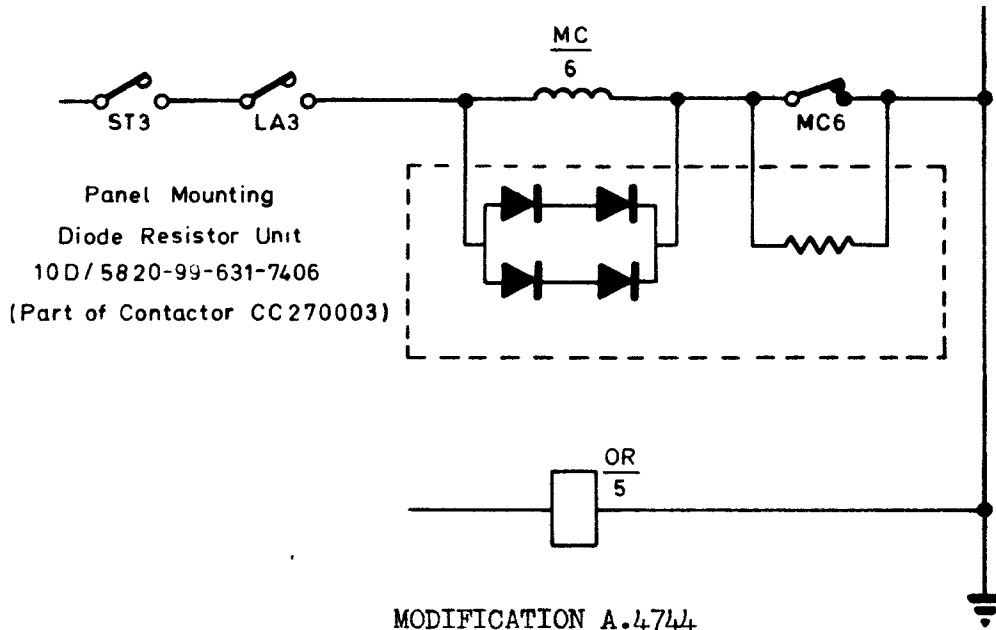 MC
6
ST3
LA3
MC6
Panel Mounting
Diode Resistor Unit
10D/5820-99-631-7406
(Part of Contactor CC270003)
OR
5
MODIFICATION A.4744